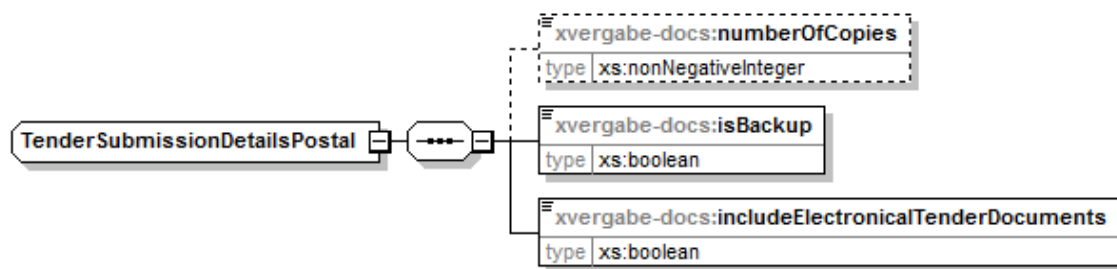 xvergabe-docs:numberOfCopies
type xs:nonNegativeInteger
TenderSubmissionDetailsPostal
xvergabe-docs:isBackup
type xs:boolean
xvergabe-docs:includeElectronicalTenderDocuments
type xs:boolean